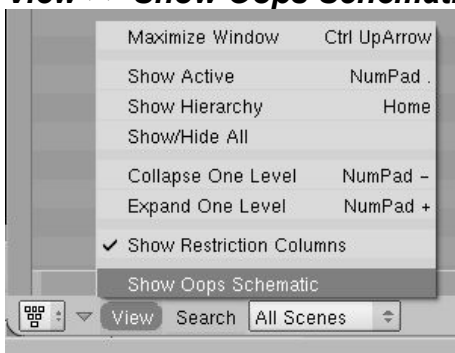 View >> Show Oops Schemati
Maximize Window Ctrl UpArrow
Show Active NumPad .
Show Hierarchy Home
Show/Hide All
Collapse One Level NumPad –
Expand One Level NumPad +
Show Restriction Columns
Show Oops Schematic
View Search All Scenes